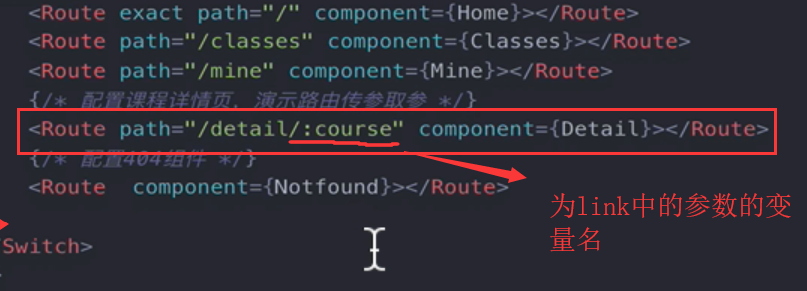 <Route exact path="/" component={Home}></Route>
<Route path="/classes" component={Classes}></Route>
<Route path="/mine" component={Mine}></Route>
{/* 配置课程详情页，演示路由传参取参 */}
<Route path="/detail/:course" component={Detail}></Route>
{/* 配置404组件 */}
<Route  component={Notfound}></Route>
为link中的参数的变
量名
Switch>